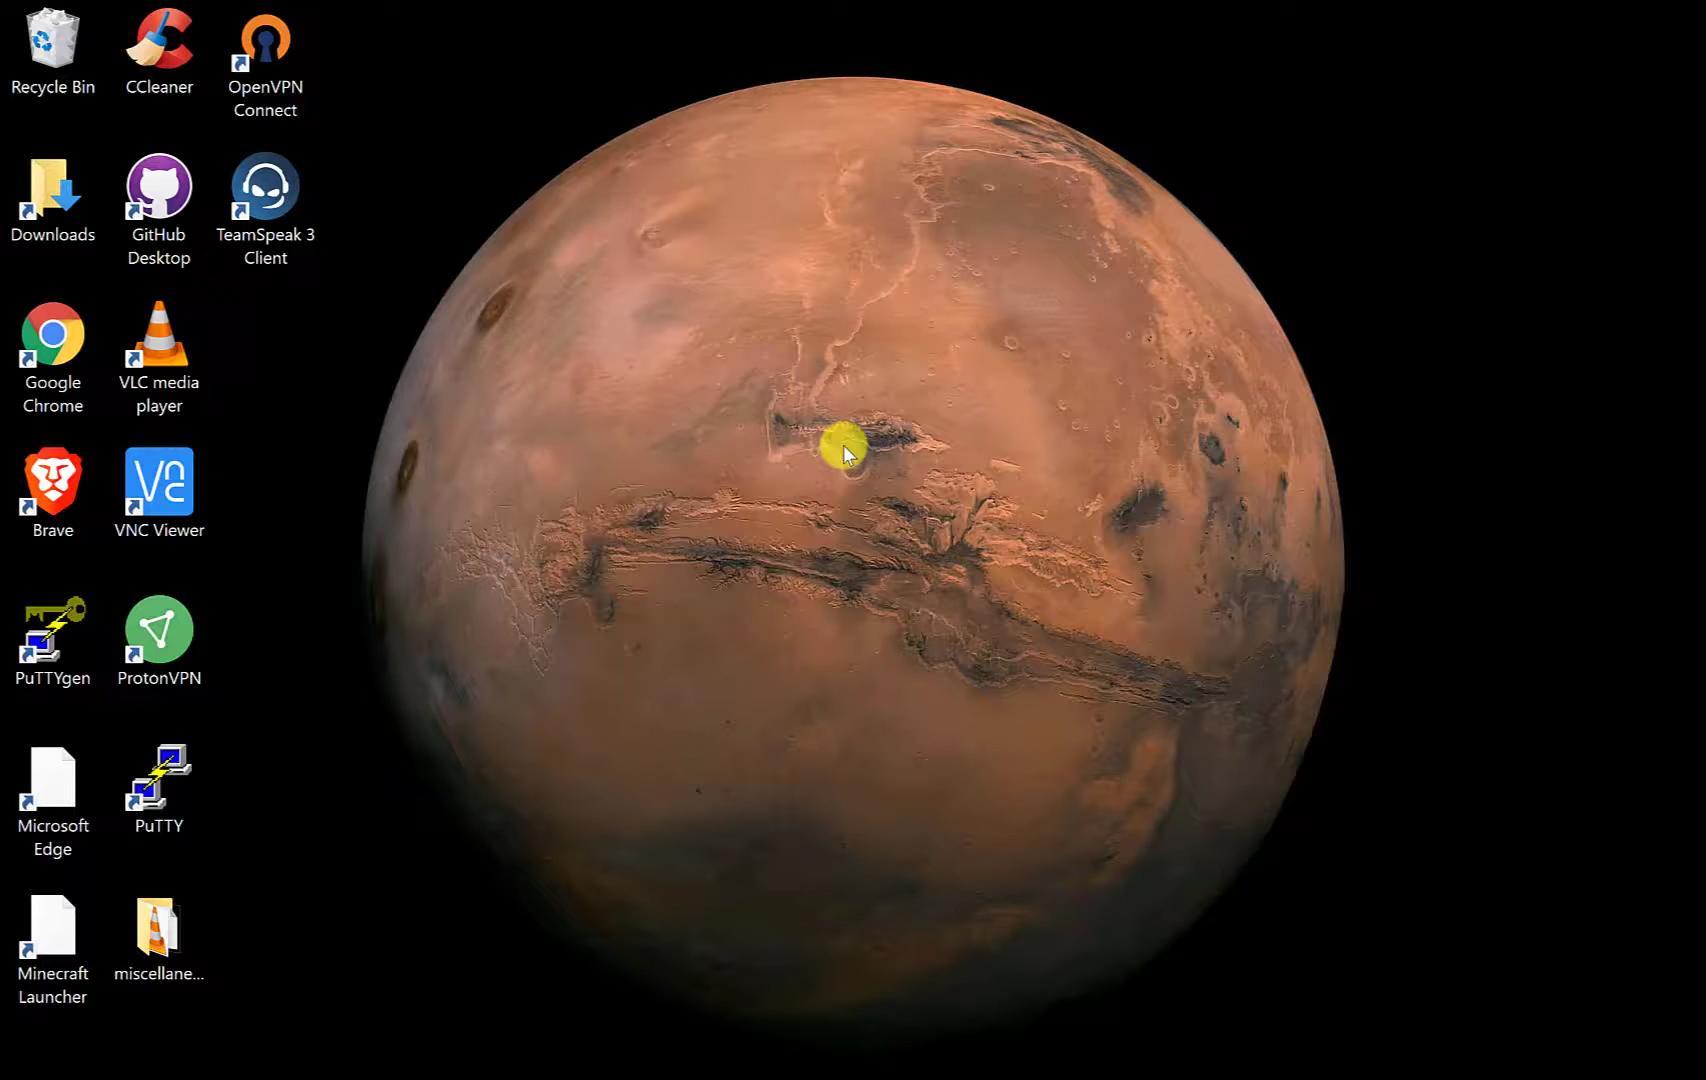 Recycle Bin
CCleaner
OpenVPN
Connect
Downloads
GitHub
Desktop
TeamSpeak 3
Client
Google
Chrome
VLC media
player
Brave
VNC Viewer
PuTTYgen
ProtonVPN
Microsoft
Edge
PuTTY
Minecraft
Launcher
miscellane...